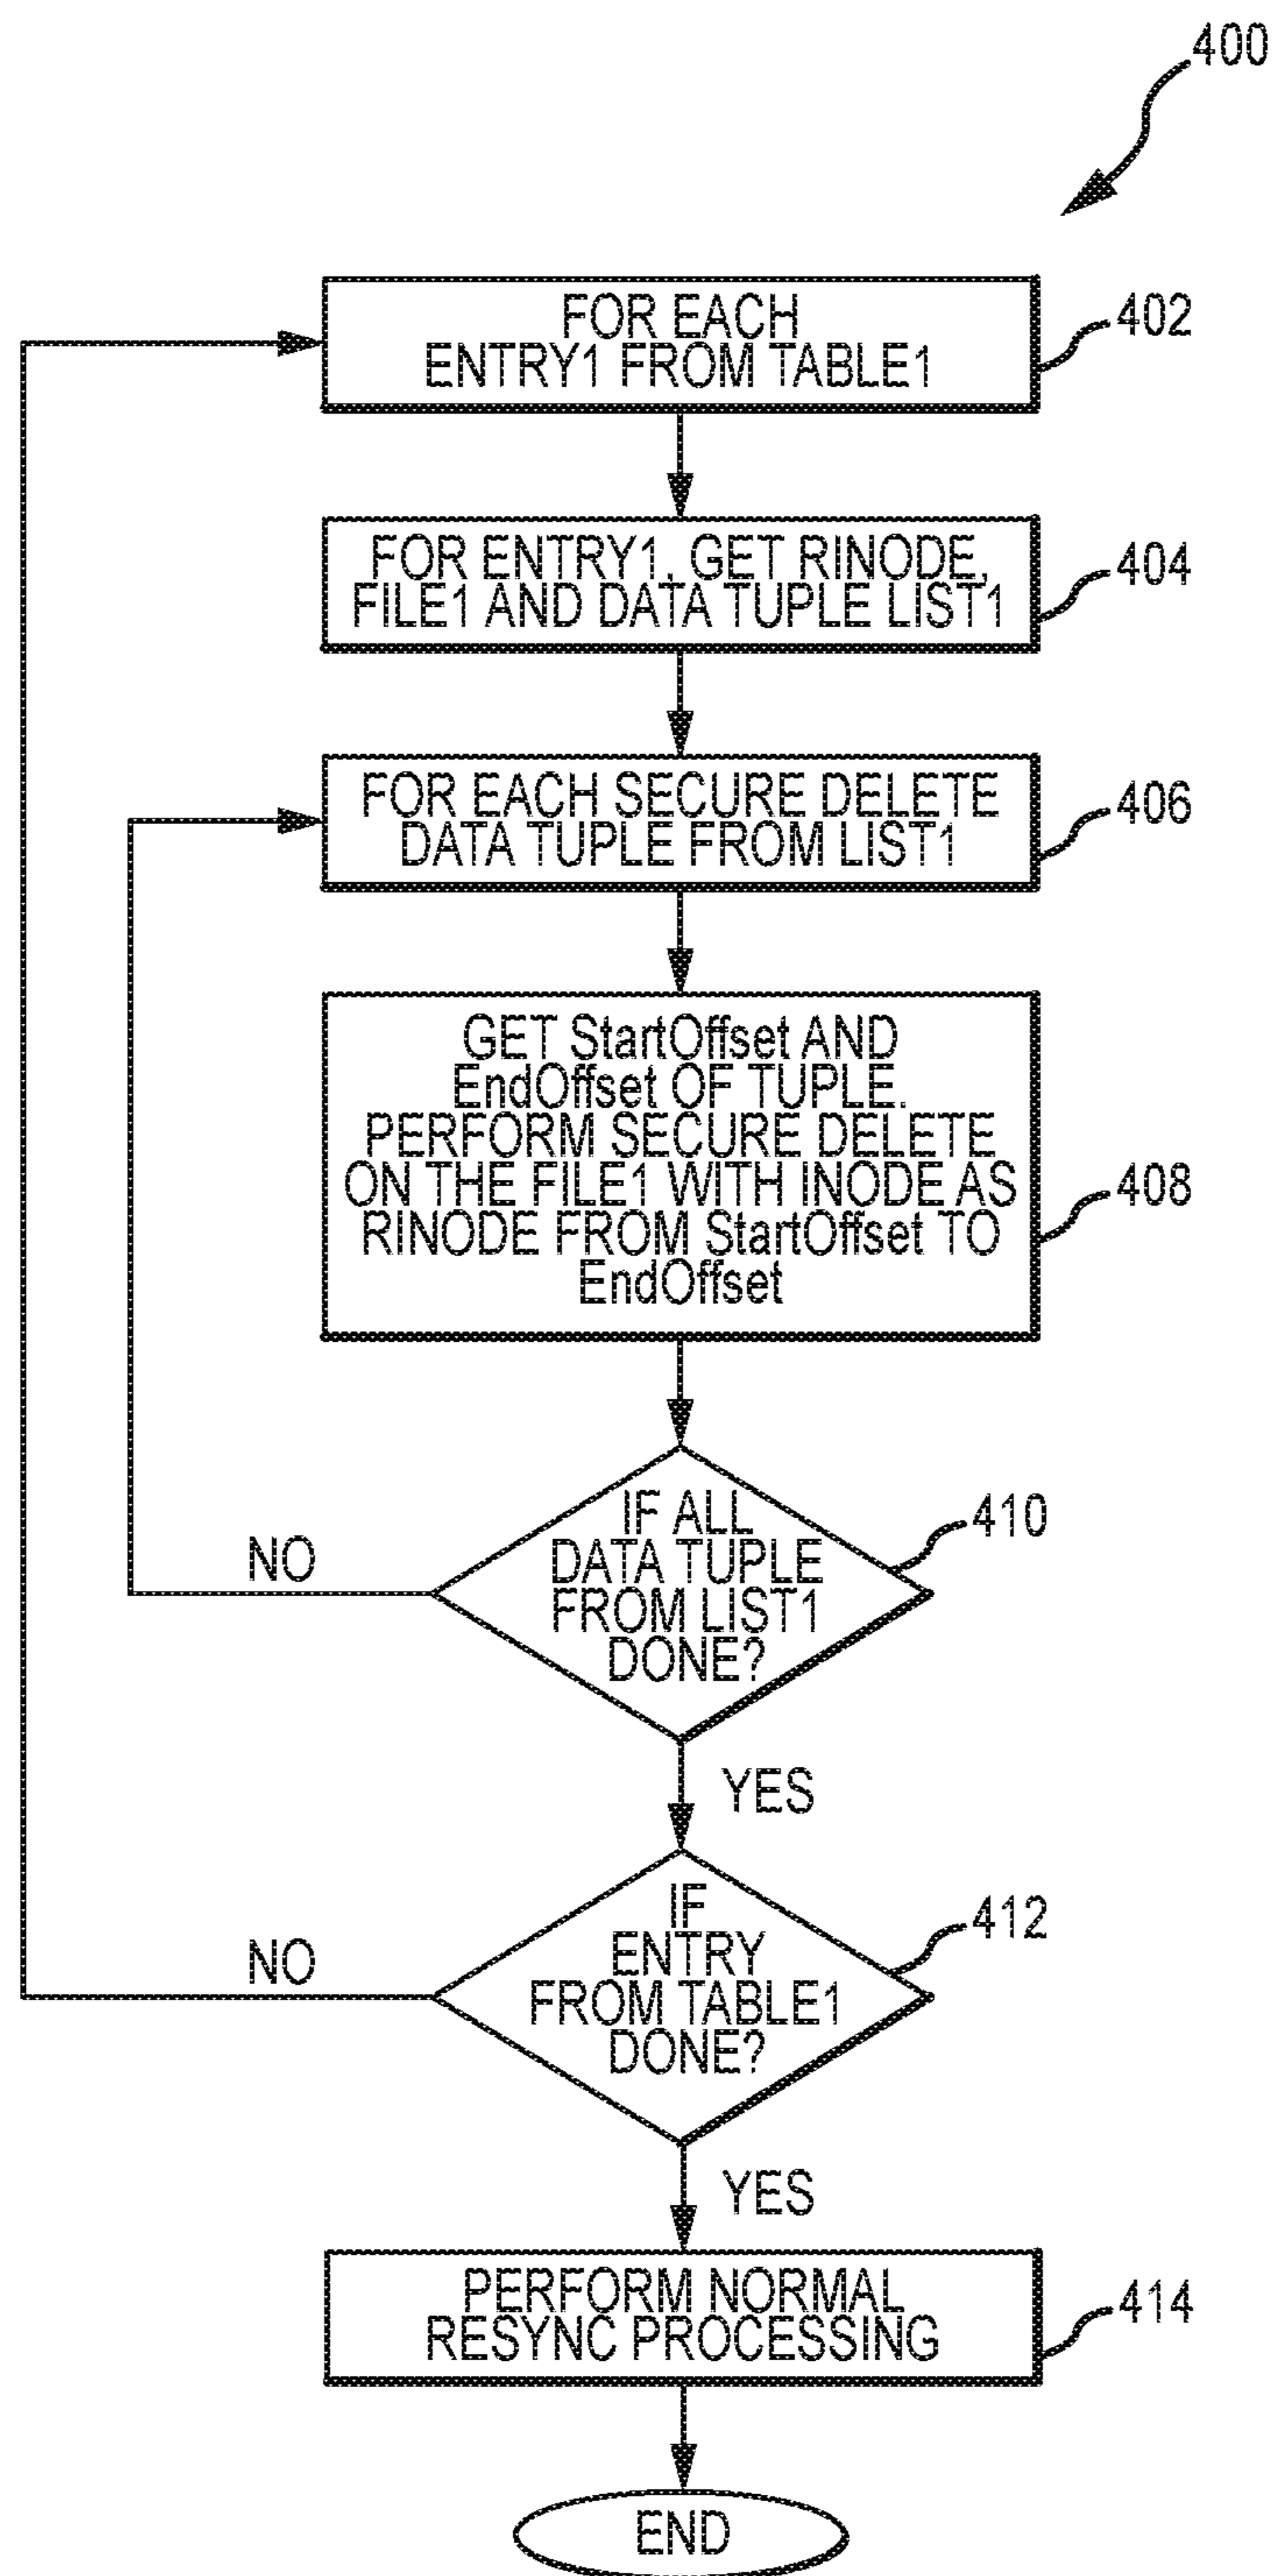 400
FOR EACH
ENTRY1 FROM TABLE1
402
FOR ENTRY1, GET RINODE,
FILE1 AND DATA TUPLE LIST1
404
FOR EACH SECURE DELETE
DATA TUPLE FROM LIST1
406
GET StartOffset AND
EndOffset OF TUPLE.
PERFORM SECURE DELETE
ON THE FILE1 WITH INODE AS
RINODE FROM StartOffset TO
EndOffset
408
IF ALL
DATA TUPLE
FROM LIST1
DONE?
410
NO
YES
IF
ENTRY
FROM TABLE1
DONE?
412
NO
YES
PERFORM NORMAL
RESYNC PROCESSING
414
END